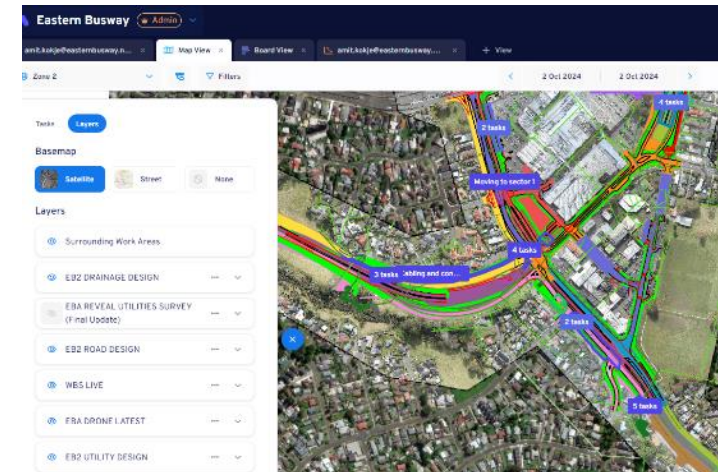 Eastern Busway Admin
amit.kokje@easternbusway.n... × Map View × Board View × amit.kokje@easternbusway.... × + View
Zone 2 Filters < 2 Oct 2024 2 Oct 2024 >
Tasks Layers
Basemap
Satellite Street None
Layers
Surrounding Work Areas
EB2 DRAINAGE DESIGN
EBA REVEAL UTILITIES SURVEY
(Final Update)
EB2 ROAD DESIGN
WBS LIVE
EBA DRONE LATEST
EB2 UTILITY DESIGN
4 tasks
2 tasks
Moving to sector 1
4 tasks
3 tasks abling and con...
2 tasks
5 tasks